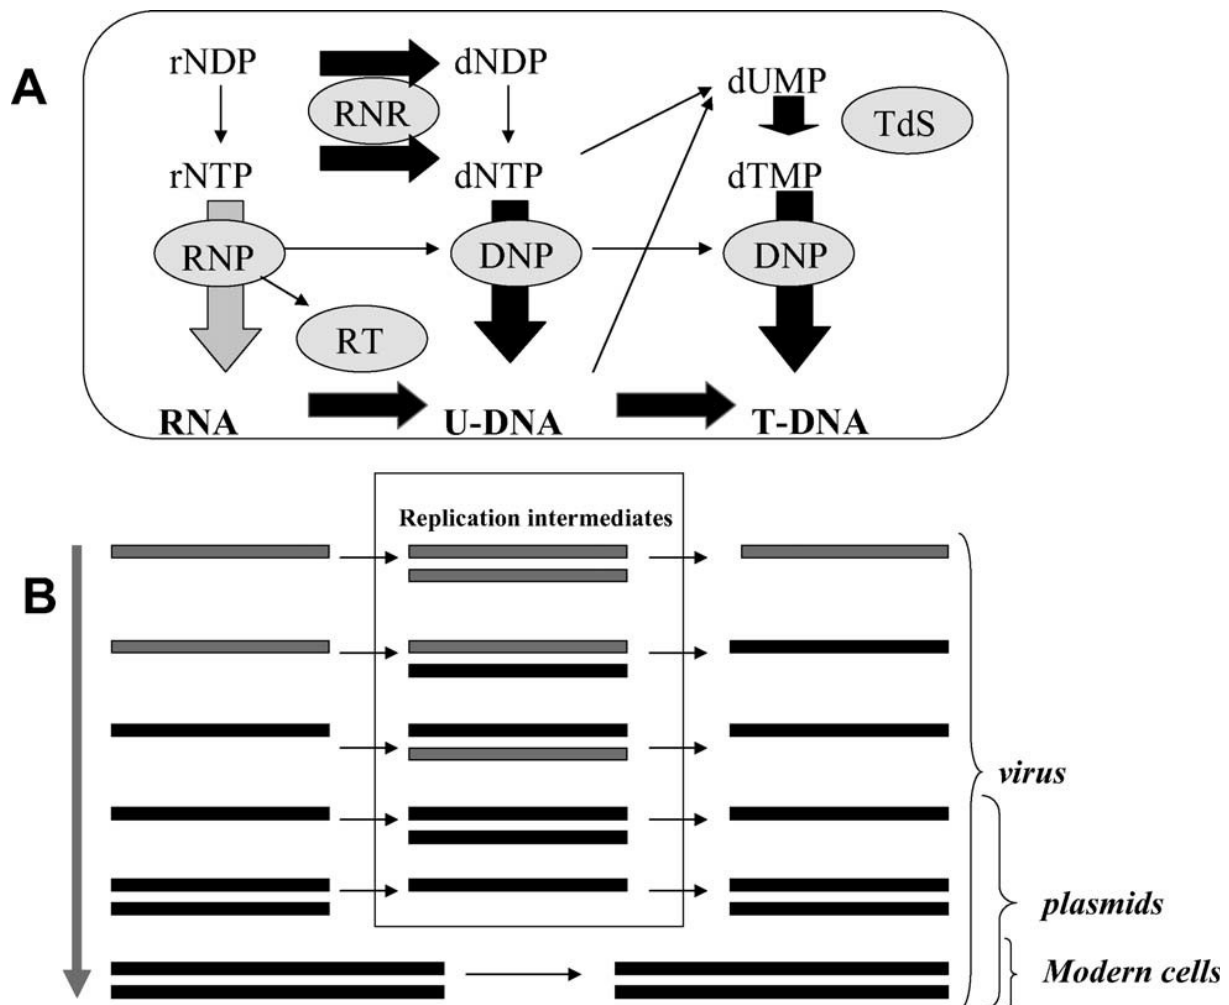 A
rNDP
dNDP
dUMP
RNR
TdS
rNTP
dNTP
dTMP
RNP
DNP
DNP
RT
RNA
U-DNA
T-DNA
Replication intermediates
B
virus
plasmids
Modern cells